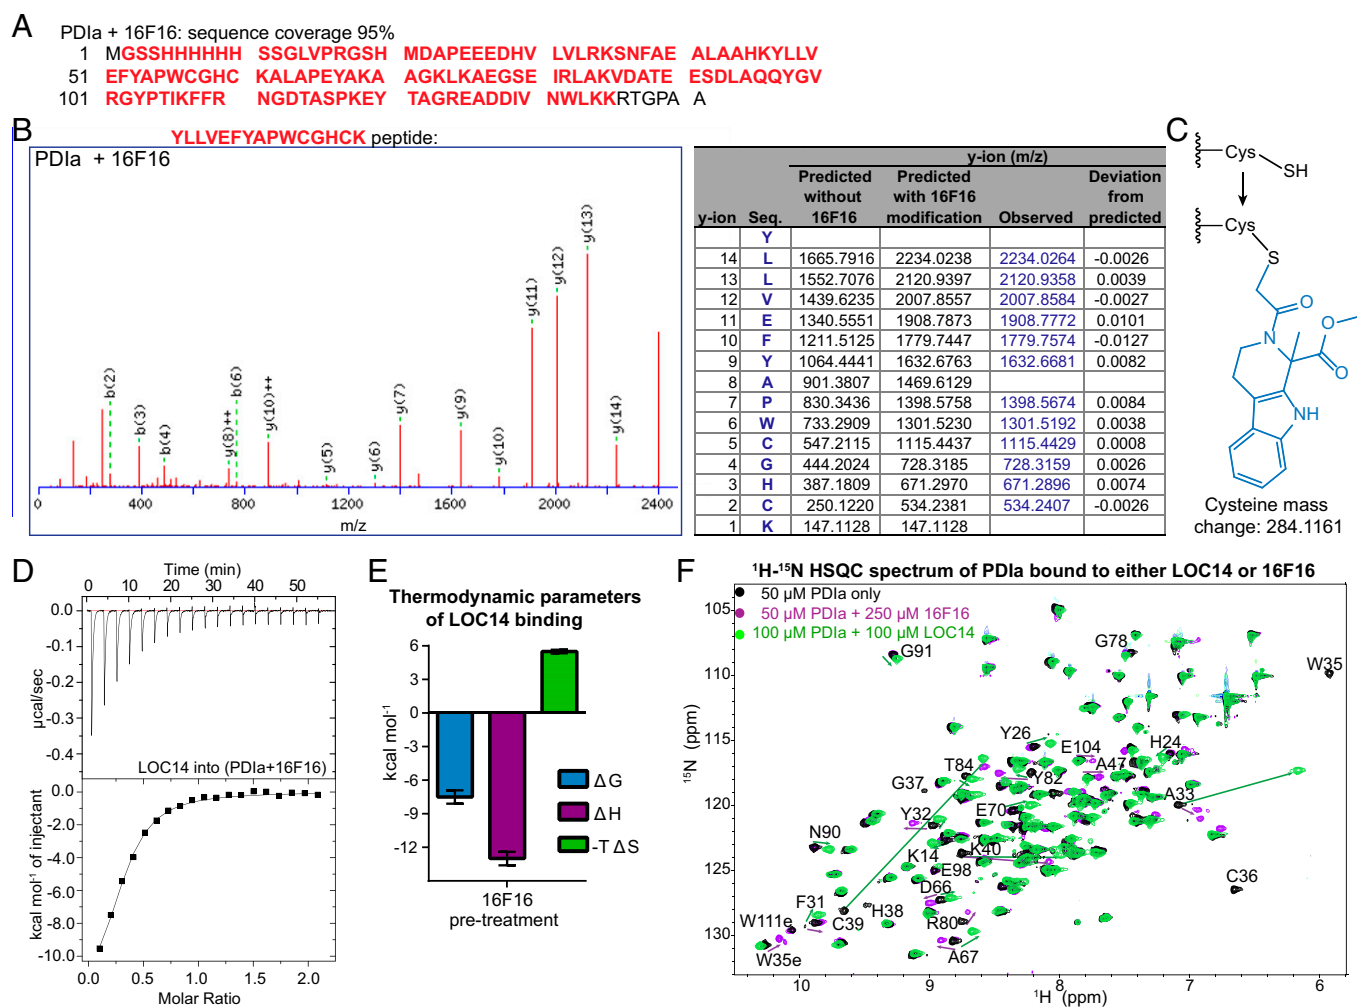 A
PDIa + 16F16: sequence coverage 95%
1 MGSSHHHHHH SSGLVPRGSH MDAPEEEDHV LVLRKSNFAE ALAAHKYLLV
51 EFYAPWCGHC KALAPEYAKA AGKLKAEGSE IRLAKVDATE ESDLAQQYGV
101 RGYPTIKFFR NGDTASPKEY TAGREADDIV NWLKKRTGPA A
B
YLLVEFYAPWCGHCK peptide:
PDIa + 16F16
b(2)
b(3)
b(4)
y(8)++
b(6)
y(10)++
y(5)
y(6)
y(7)
y(9)
y(10)
y(11)
y(12)
y(13)
y(14)
0 400 800 1200 1600 2000 2400
m/z
y-ion (m/z)
y-ion Seq. Predicted without 16F16 Predicted with 16F16 modification Observed Deviation from predicted
Y
14 L 1665.7916 2234.0238 2234.0264 -0.0026
13 L 1552.7076 2120.9397 2120.9358 0.0039
12 V 1439.6235 2007.8557 2007.8584 -0.0027
11 E 1340.5551 1908.7873 1908.7772 0.0101
10 F 1211.5125 1779.7447 1779.7574 -0.0127
9 Y 1064.4441 1632.6763 1632.6681 0.0082
8 A 901.3807 1469.6129
7 P 830.3436 1398.5758 1398.5674 0.0084
6 W 733.2909 1301.5230 1301.5192 0.0038
5 C 547.2115 1115.4437 1115.4429 0.0008
4 G 444.2024 728.3185 728.3159 0.0026
3 H 387.1809 671.2970 671.2896 0.0074
2 C 250.1220 534.2381 534.2407 -0.0026
1 K 147.1128 147.1128
C
Cys
SH
Cys
S
O
N
O
O
NH
Cysteine mass
change: 284.1161
D
Time (min)
0 10 20 30 40 50
0.0
-0.1
-0.2
-0.3
-0.4
µcal/sec
LOC14 into (PDIa+16F16)
0.0
-2.0
-4.0
-6.0
-8.0
-10.0
kcal mol-1 of injectant
0.0 0.5 1.0 1.5 2.0
Molar Ratio
E
Thermodynamic parameters
of LOC14 binding
6
3
0
-3
-6
-9
-12
kcal mol-1
ΔG
ΔH
-TΔS
16F16
pre-treatment
F
1H-15N HSQC spectrum of PDIa bound to either LOC14 or 16F16
50 µM PDIa only
50 µM PDIa + 250 µM 16F16
100 µM PDIa + 100 µM LOC14
G91
G78
W35
Y26
E104
H24
T84
A47
G37
Y82
A33
Y32
E70
N90
K14
K40
E98
C36
D66
F31
H38
C39
R80
W111e
W35e
A67
105
110
115
120
125
130
15N (ppm)
10 9 8 7 6
1H (ppm)